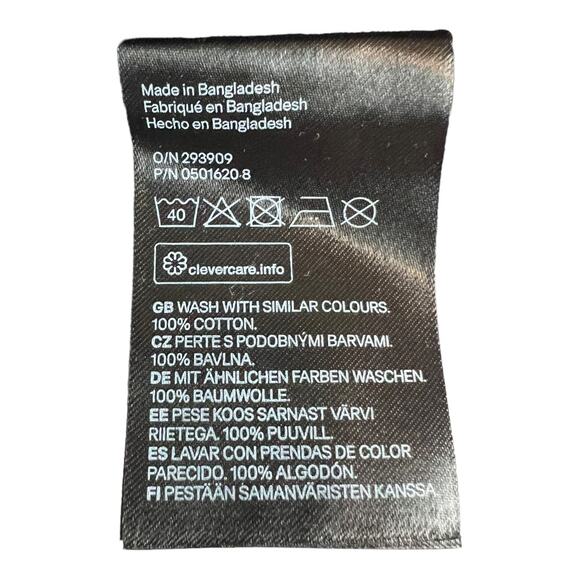 Made in Bangladesh
Fabriqué en Bangladesh
Hecho en Bangladesh
O/N 293909
P/N 0501620-8
40
clevercare.info
GB WASH WITH SIMILAR COLOURS.
100% COTTON.
CZ PERTE S PODOBNÝMI BARVAMI.
100% BAVLNA.
DE MIT ÄHNLICHEN FARBEN WASCHEN.
100% BAUMWOLLE.
EE PESE KOOS SARNAST VÄRVI
RIIETEGA. 100% PUUVILL.
ES LAVAR CON PRENDAS DE COLOR
PARECIDO. 100% ALGODÓN.
FI PESTÄÄN SAMANVÄRISTEN KANSSA.